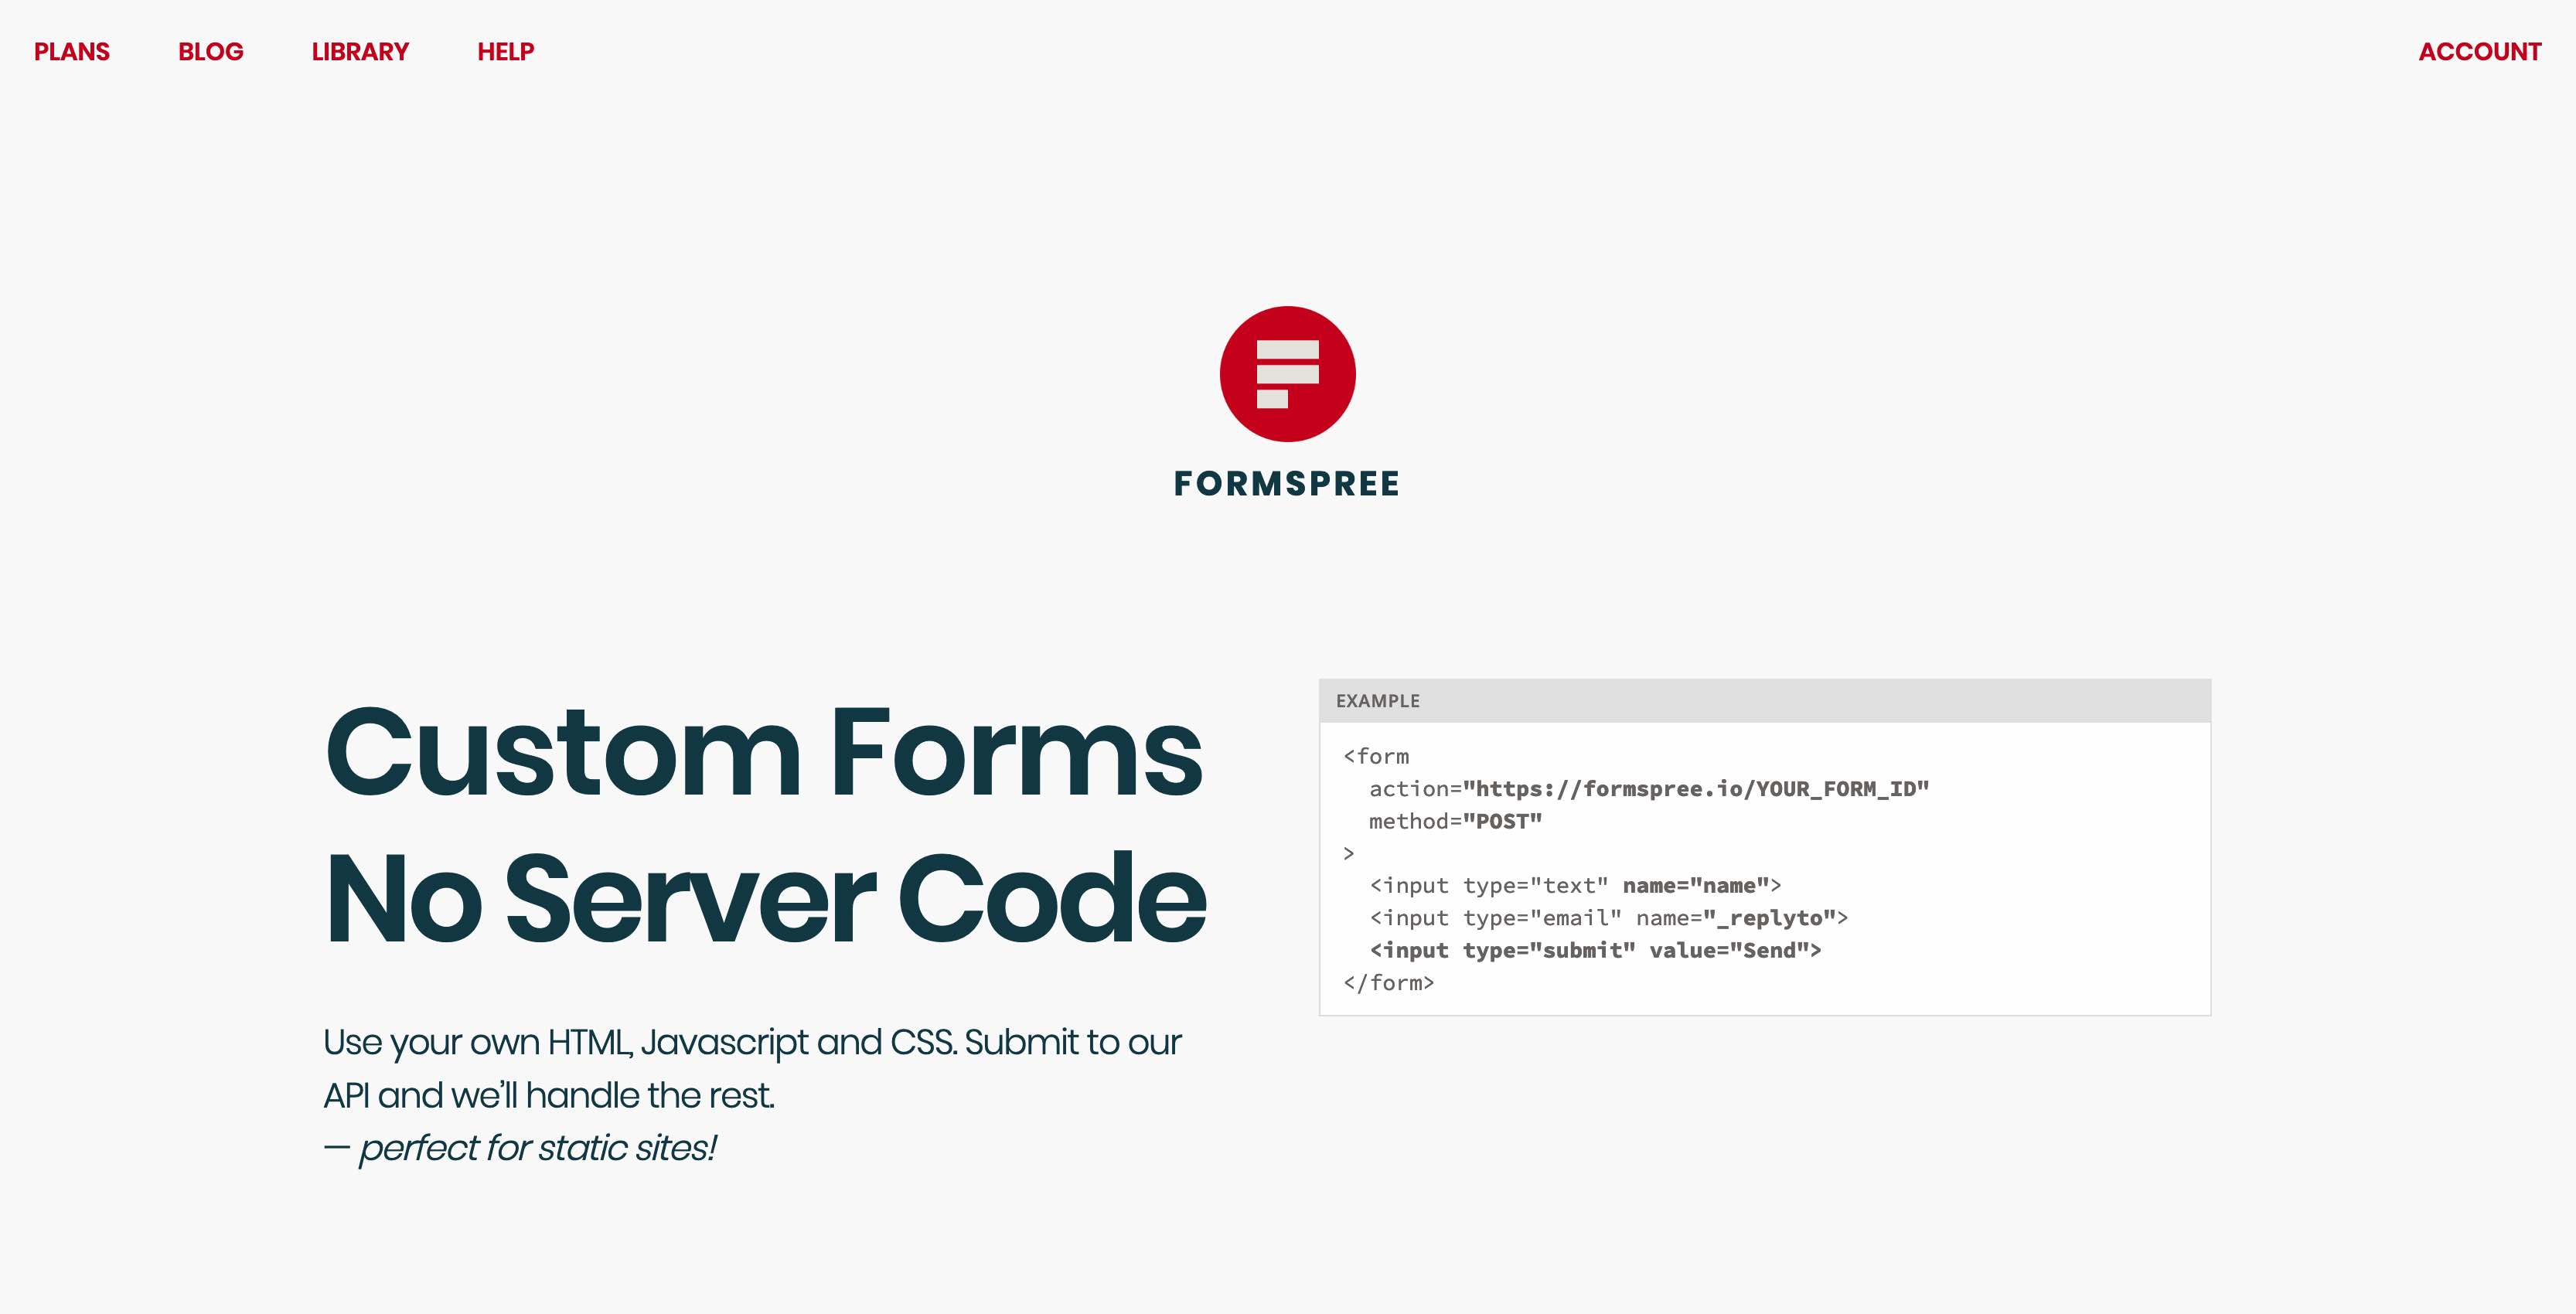 PLANS BLOG LIBRARY HELP ACCOUNT
FORMSPREE
Custom Forms
No Server Code
Use your own HTML, Javascript and CSS. Submit to our
API and we’ll handle the rest.
— perfect for static sites!
EXAMPLE
<form
  action="https://formspree.io/YOUR_FORM_ID"
  method="POST"
>
  <input type="text" name="name">
  <input type="email" name="_replyto">
  <input type="submit" value="Send">
</form>